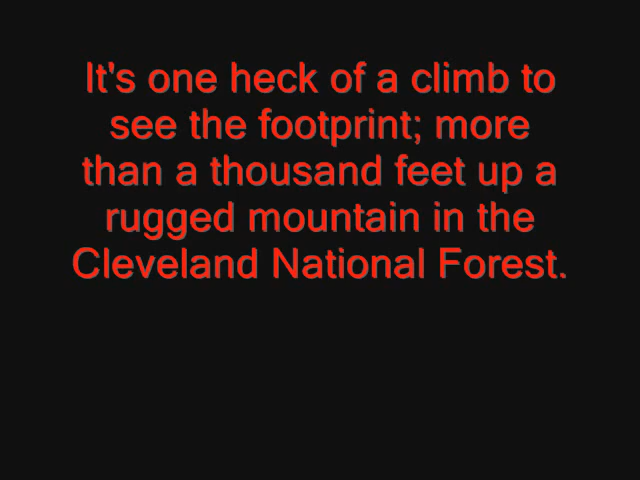 It's one heck of a climb to
see the footprint; more
than a thousand feet up a
rugged mountain in the
Cleveland National Forest.